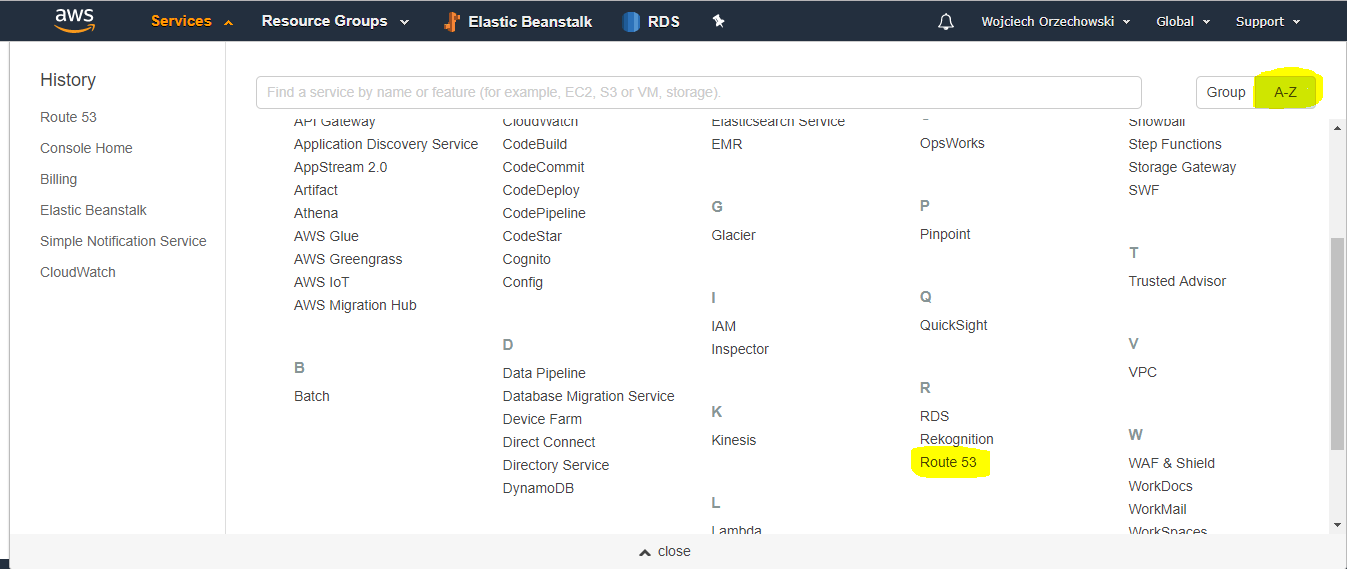 aws
Services
Resource Groups
Elastic Beanstalk
RDS
Wojciech Orzechowski
Global
Support
History
Route 53
Console Home
Billing
Elastic Beanstalk
Simple Notification Service
CloudWatch
Find a service by name or feature (for example, EC2, S3 or VM, storage).
Group
A-Z
API Gateway
Application Discovery Service
AppStream 2.0
Artifact
Athena
AWS Glue
AWS Greengrass
AWS IoT
AWS Migration Hub
B
Batch
CloudWatch
CodeBuild
CodeCommit
CodeDeploy
CodePipeline
CodeStar
Cognito
Config
D
Data Pipeline
Database Migration Service
Device Farm
Direct Connect
Directory Service
DynamoDB
Elasticsearch Service
EMR
G
Glacier
I
IAM
Inspector
K
Kinesis
L
Lambda
OpsWorks
P
Pinpoint
Q
QuickSight
R
RDS
Rekognition
Route 53
Snowball
Step Functions
Storage Gateway
SWF
T
Trusted Advisor
V
VPC
W
WAF & Shield
WorkDocs
WorkMail
WorkSpaces
close